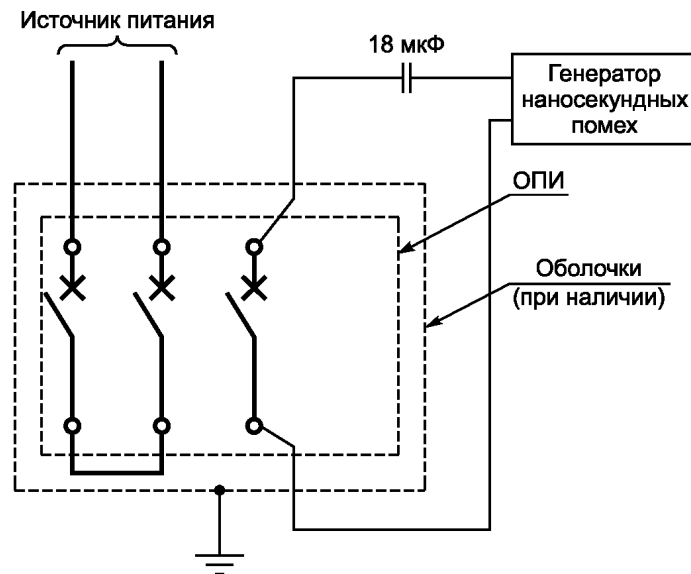 Источник питания
18 мкФ
Генератор
наносекундных
помех
ОПИ
Оболочки
(при наличии)